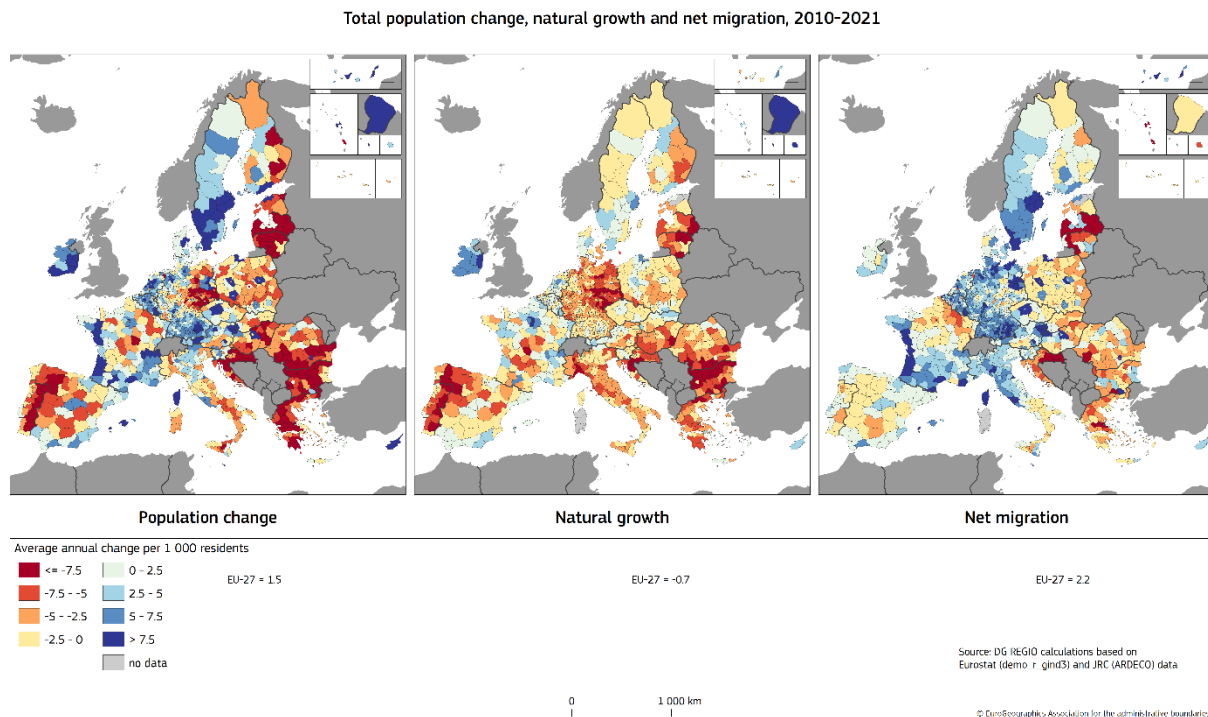 Total population change, natural growth and net migration, 2010-2021
Population change
Natural growth
Net migration
Average annual change per 1 000 residents
<= -7.5
0 - 2.5
-7.5 - -5
2.5 - 5
-5 - -2.5
5 - 7.5
-2.5 - 0
> 7.5
no data
EU-27 = 1.5
EU-27 = -0.7
EU-27 = 2.2
Source: DG REGIO calculations based on
Eurostat (demo_r_gind3) and JRC (ARDECO) data
0
1 000 km
© EuroGeographics Association for the administrative boundaries